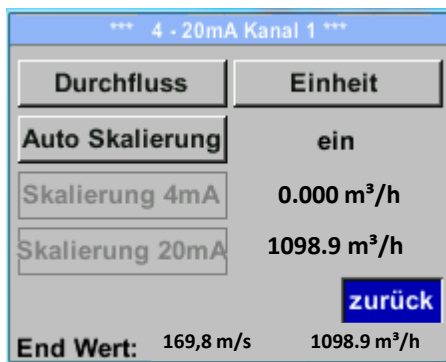 *** 4 - 20mA Kanal 1 ***
Durchfluss Einheit
Auto Skalierung ein
Skalierung 4mA 0.000 m³/h
Skalierung 20mA 1098.9 m³/h
zurück
End Wert: 169,8 m/s 1098.9 m³/h